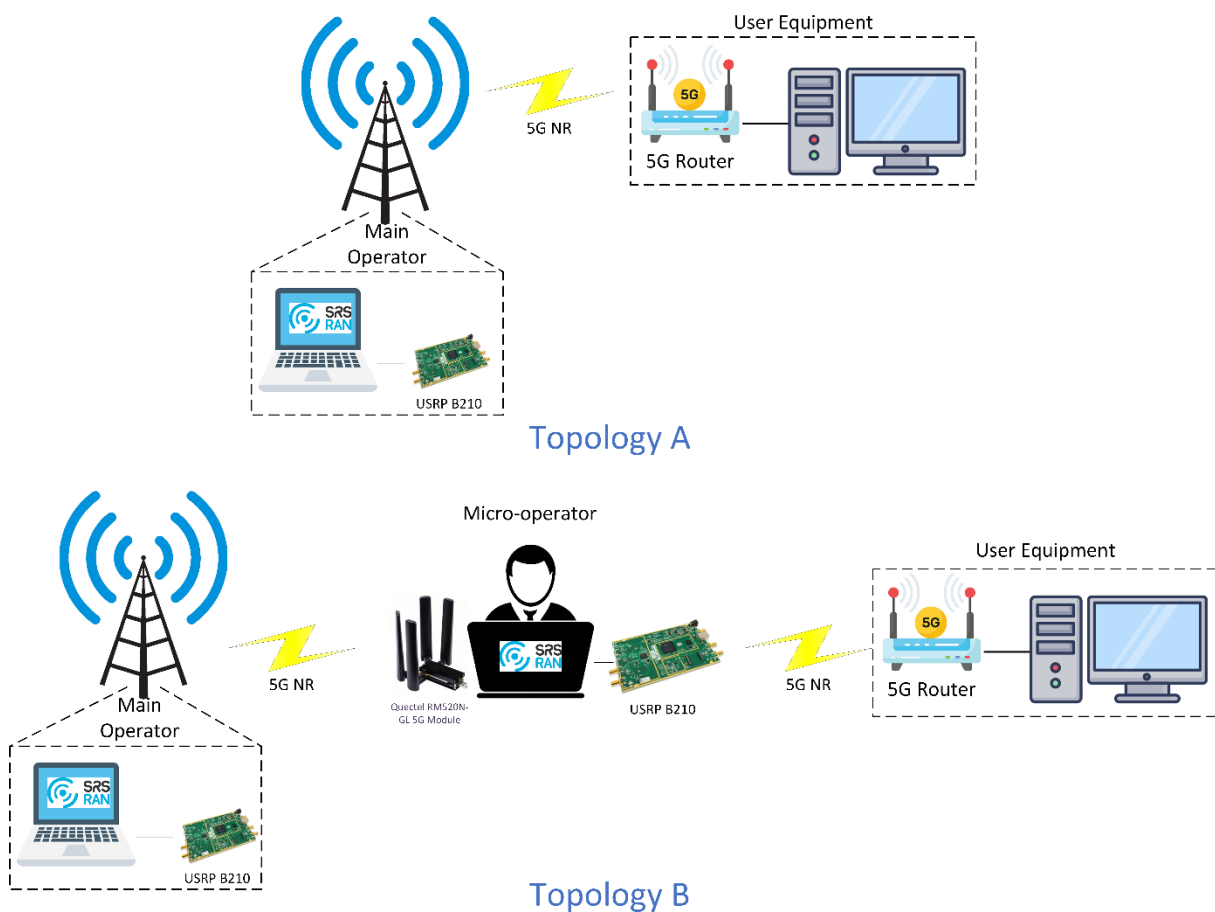 User Equipment
5G
5G NR
5G Router
Main
Operator
SRS
RAN
USRP B210
Topology A
Micro-operator
User Equipment
5G
SRS
RAN
5G NR
5G NR
5G Router
Quectel RM520N-
GL 5G Module
USRP B210
Main
Operator
SRS
RAN
USRP B210
Topology B